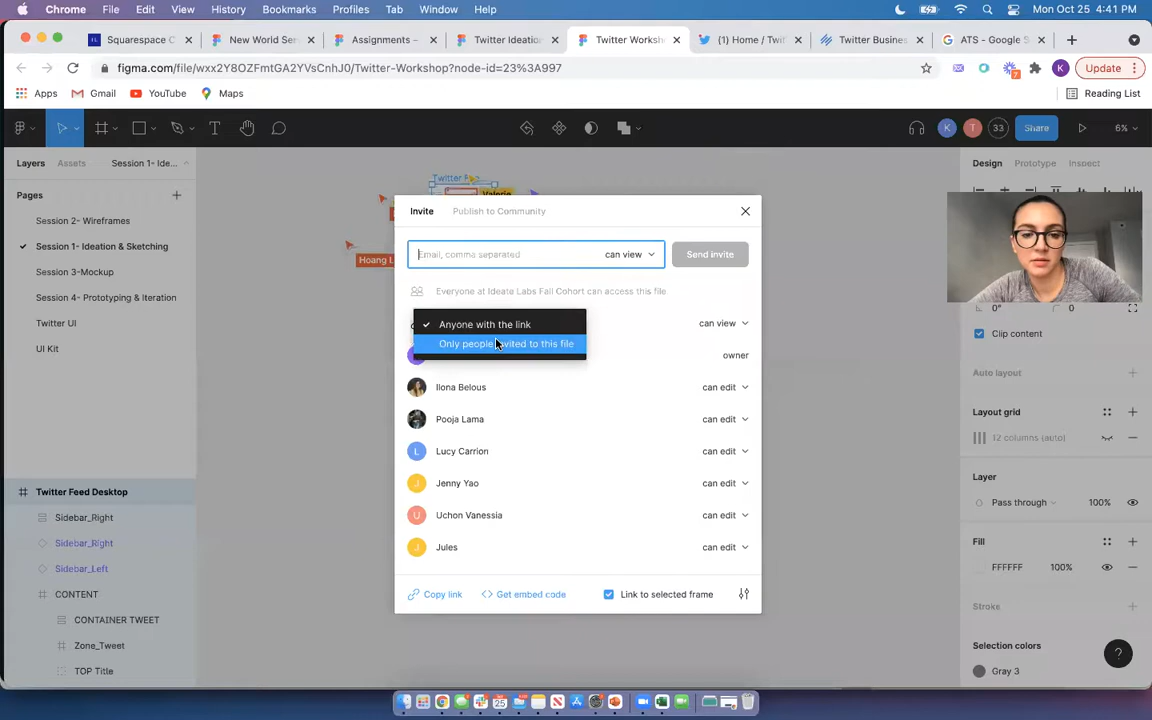 Chrome File Edit View History Bookmarks Profiles Tab Window Help Mon Oct 25 4:41 PM
Squarespace C New World Ser Assignments – Twitter Ideatio Twitter Worksh (1) Home / Twit Twitter Busines ATS - Google S
figma.com/file/wxx2Y8OZFmtGA2YVsCnhJ0/Twitter-Workshop?node-id=23%3A997 K Update
Apps Gmail YouTube Maps Reading List
K T 33 Share 6%
Layers Assets Session 1- Ide... Design Prototype Inspect
Pages
Session 2- Wireframes
Session 1- Ideation & Sketching
Session 3-Mockup
Session 4- Prototyping & Iteration
Twitter UI
UI Kit
Twitter Feed Desktop
Sidebar_Right
Sidebar_Right
Sidebar_Left
CONTENT
CONTAINER TWEET
Zone_Tweet
TOP Title
Twitter Fe...
Valerie
Hoang L
Invite Publish to Community
Email, comma separated can view Send invite
Everyone at Ideate Labs Fall Cohort can access this file
Anyone with the link can view
Only people invited to this file
owner
Ilona Belous can edit
Pooja Lama can edit
L Lucy Carrion can edit
J Jenny Yao can edit
U Uchon Vanessia can edit
J Jules can edit
Copy link Get embed code Link to selected frame
0°
Clip content
Auto layout
Layout grid
12 columns (auto)
Layer
Pass through 100%
Fill
FFFFFF 100%
Stroke
Selection colors
Gray 3
?